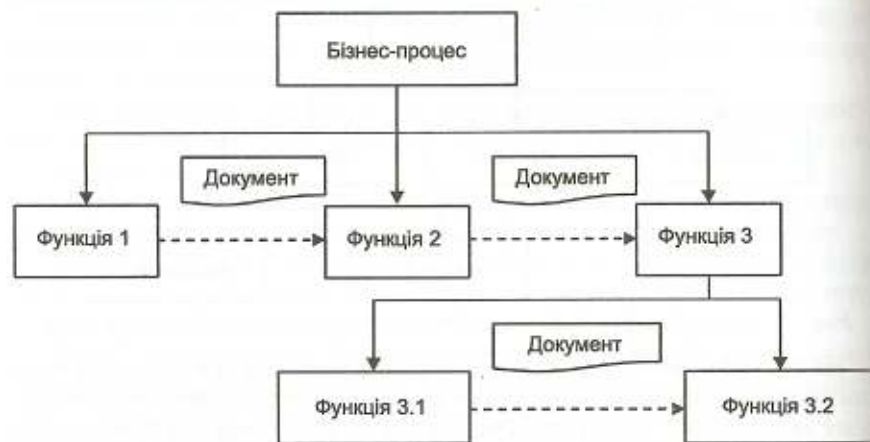 Бізнес-процес
Документ
Документ
Функція 1
Функція 2
Функція 3
Документ
Функція 3.1
Функція 3.2